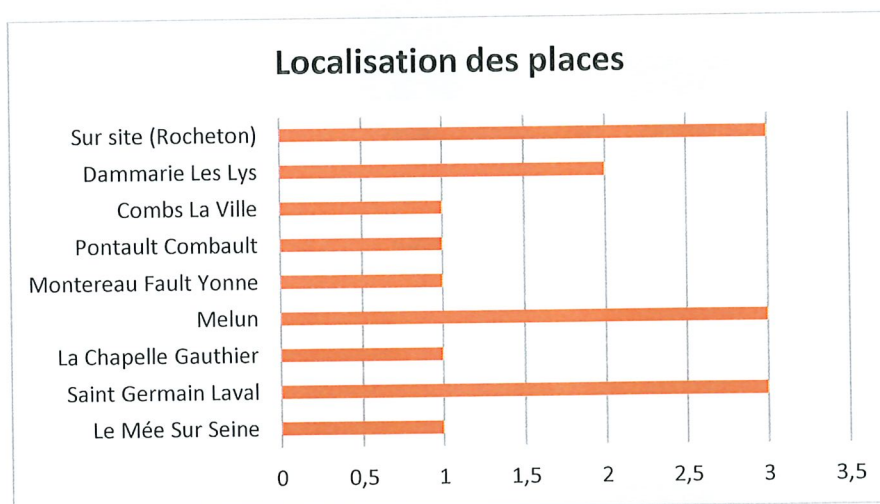 Localisation des places
Sur site (Rocheton)
Dammarie Les Lys
Combs La Ville
Pontault Combault
Montereau Fault Yonne
Melun
La Chapelle Gauthier
Saint Germain Laval
Le Mée Sur Seine
0 0,5 1 1,5 2 2,5 3 3,5